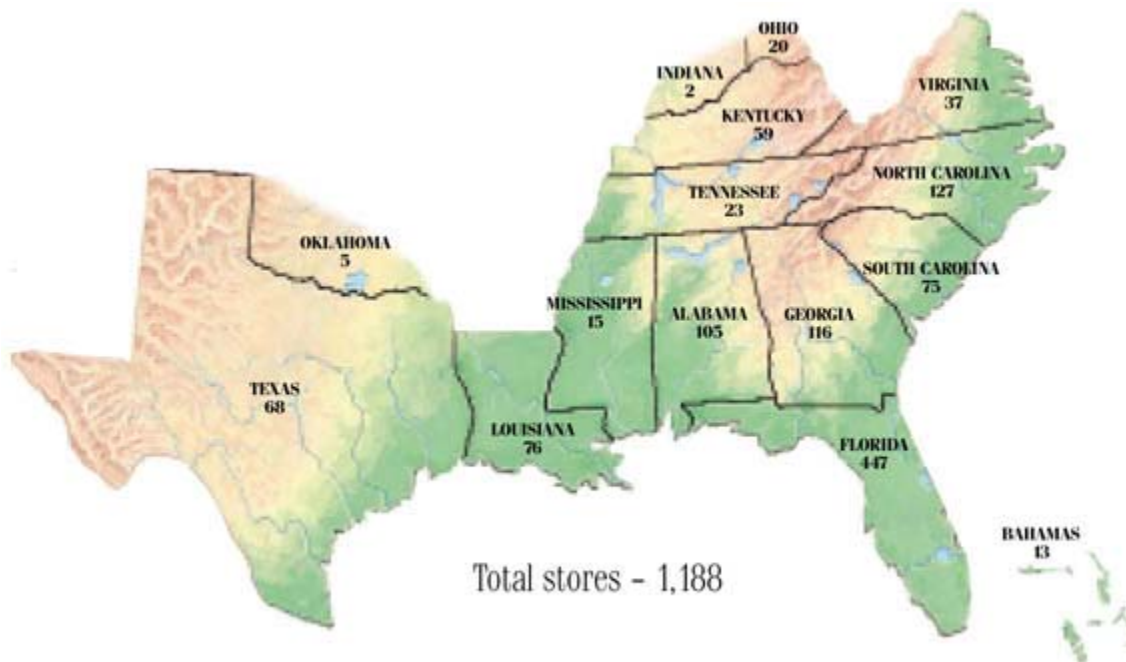 OHIO
20
INDIANA
2
VIRGINIA
37
KENTUCKY
59
NORTH CAROLINA
127
TENNESSEE
23
OKLAHOMA
5
SOUTH CAROLINA
75
MISSISSIPPI
15
ALABAMA
105
GEORGIA
116
TEXAS
68
LOUISIANA
76
FLORIDA
447
BAHAMAS
13
Total stores – 1,188